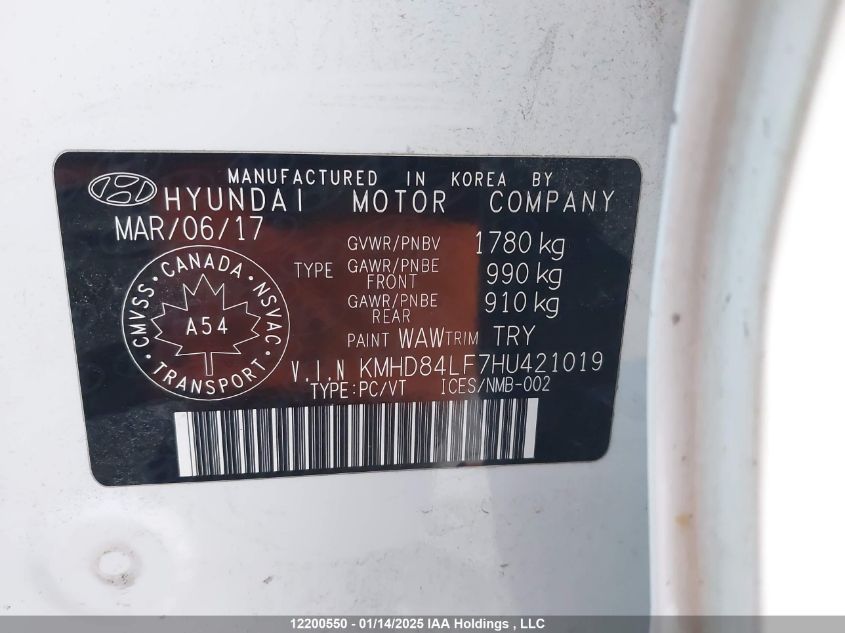 MANUFACTURED IN KOREA BY
HYUNDAI MOTOR COMPANY
MAR/06/17
GVWR/PNBV 1780 kg
TYPE GAWR/PNBE FRONT 990 kg
GAWR/PNBE REAR 910 kg
PAINT WAW TRIM TRY
CMVSS · CANADA · NSVAC · TRANSPORT ·
A54
V.I.N KMHD84LF7HU421019
TYPE:PC/VT ICES/NMB-002
12200550 - 01/14/2025 IAA Holdings , LLC